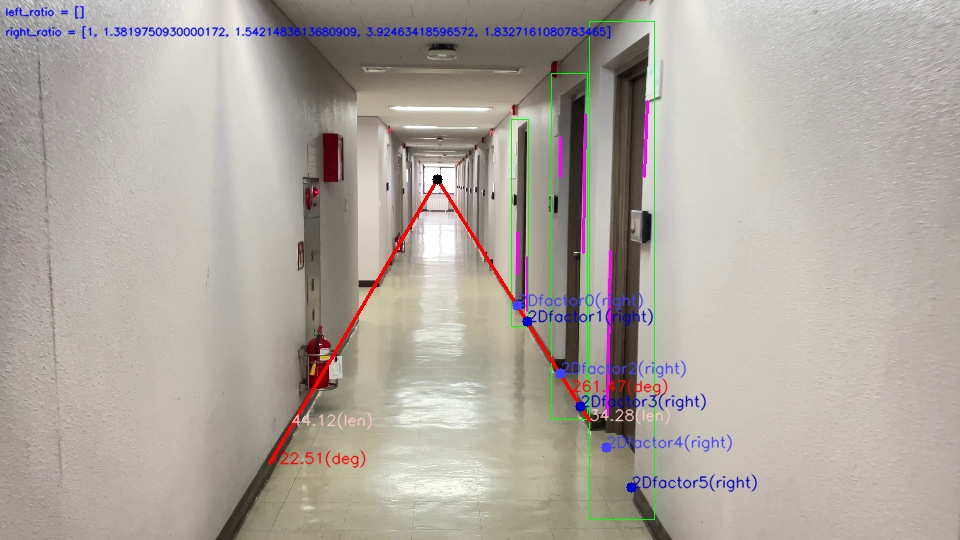 left_ratio = []
right_ratio = [1, 1.3819750930000172, 1.5421483613680909, 3.92463418596572, 1.8327161080783465]
2Dfactor0(right)
2Dfactor1(right)
2Dfactor2(right)
261.47(deg)
2Dfactor3(right)
34.28(len)
44.12(len)
2Dfactor4(right)
122.51(deg)
2Dfactor5(right)